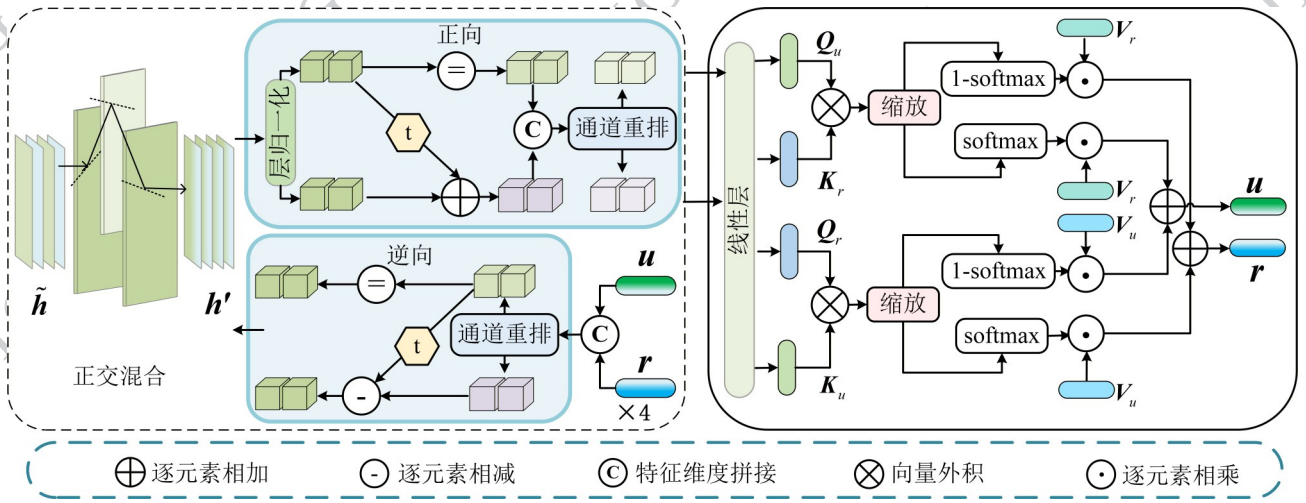 正向
层归一化
=
t
C
通道重排
+
h̃
h′
正交混合
逆向
=
t
通道重排
-
C
u
r
×4
线性层
Q_u
K_r
缩放
1-softmax
V_r
softmax
V_r
Q_r
K_u
缩放
1-softmax
V_u
softmax
V_u
u
r
逐元素相加
- 逐元素相减
C 特征维度拼接
向量外积
逐元素相乘